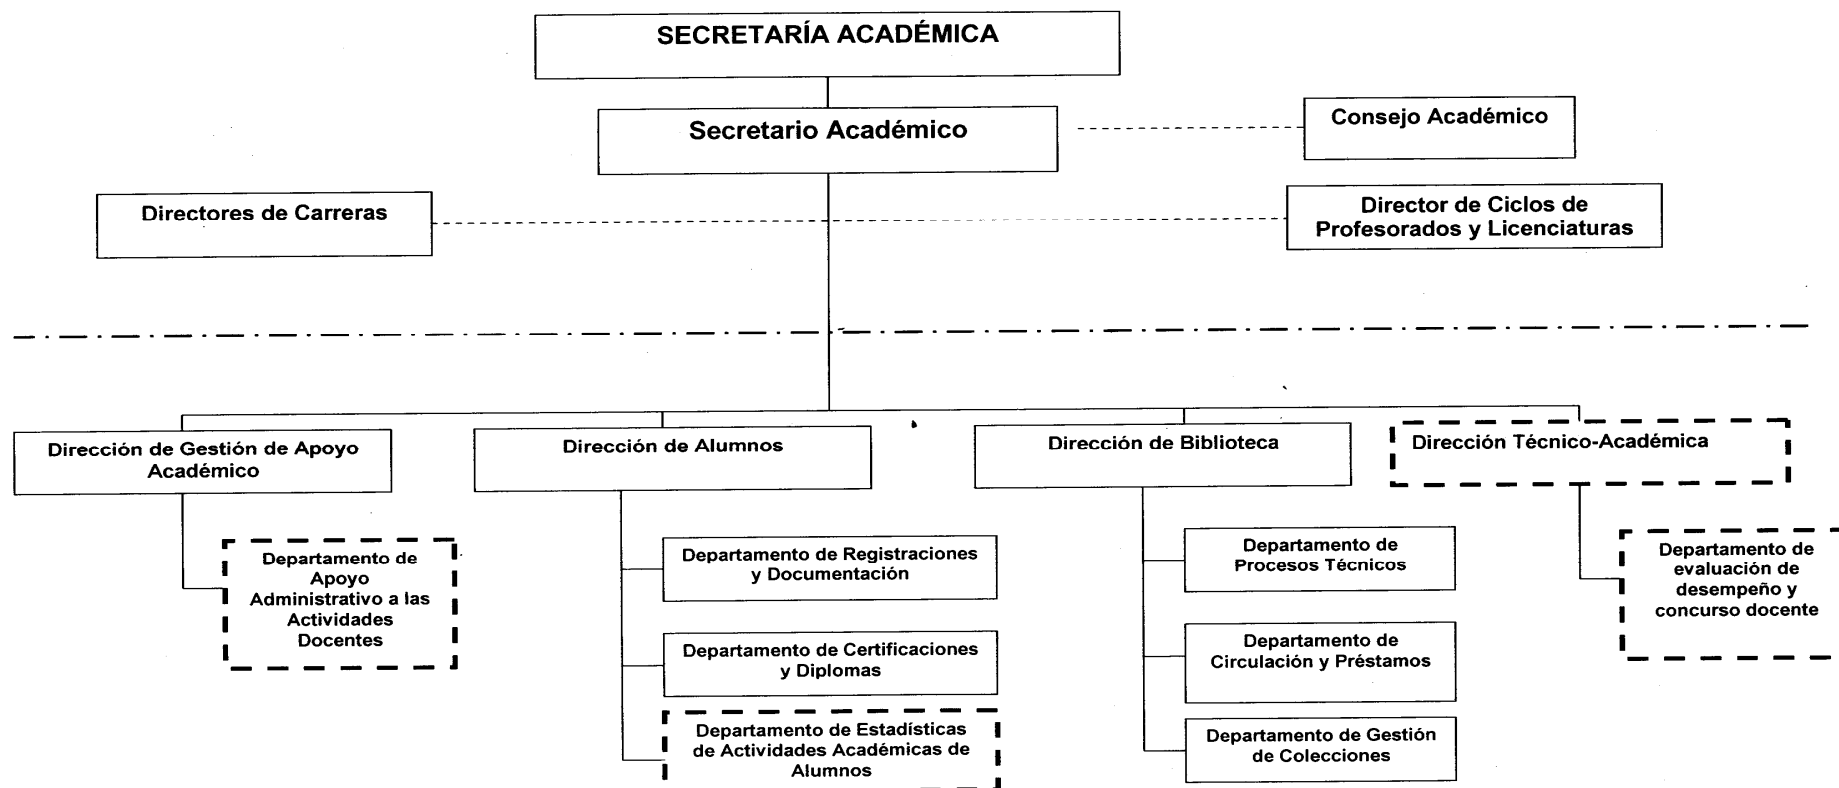 SECRETARÍA ACADÉMICA
Secretario Académico
Consejo Académico
Directores de Carreras
Director de Ciclos de
Profesorados y Licenciaturas
Dirección de Gestión de Apoyo
Académico
Dirección de Alumnos
Dirección de Biblioteca
Dirección Técnico-Académica
Departamento de
Apoyo
Administrativo a las
Actividades
Docentes
Departamento de Registraciones
y Documentación
Departamento de Certificaciones
y Diplomas
Departamento de Estadísticas
de Actividades Académicas de
Alumnos
Departamento de
Procesos Técnicos
Departamento de
Circulación y Préstamos
Departamento de Gestión
de Colecciones
Departamento de
evaluación de
desempeño y
concurso docente